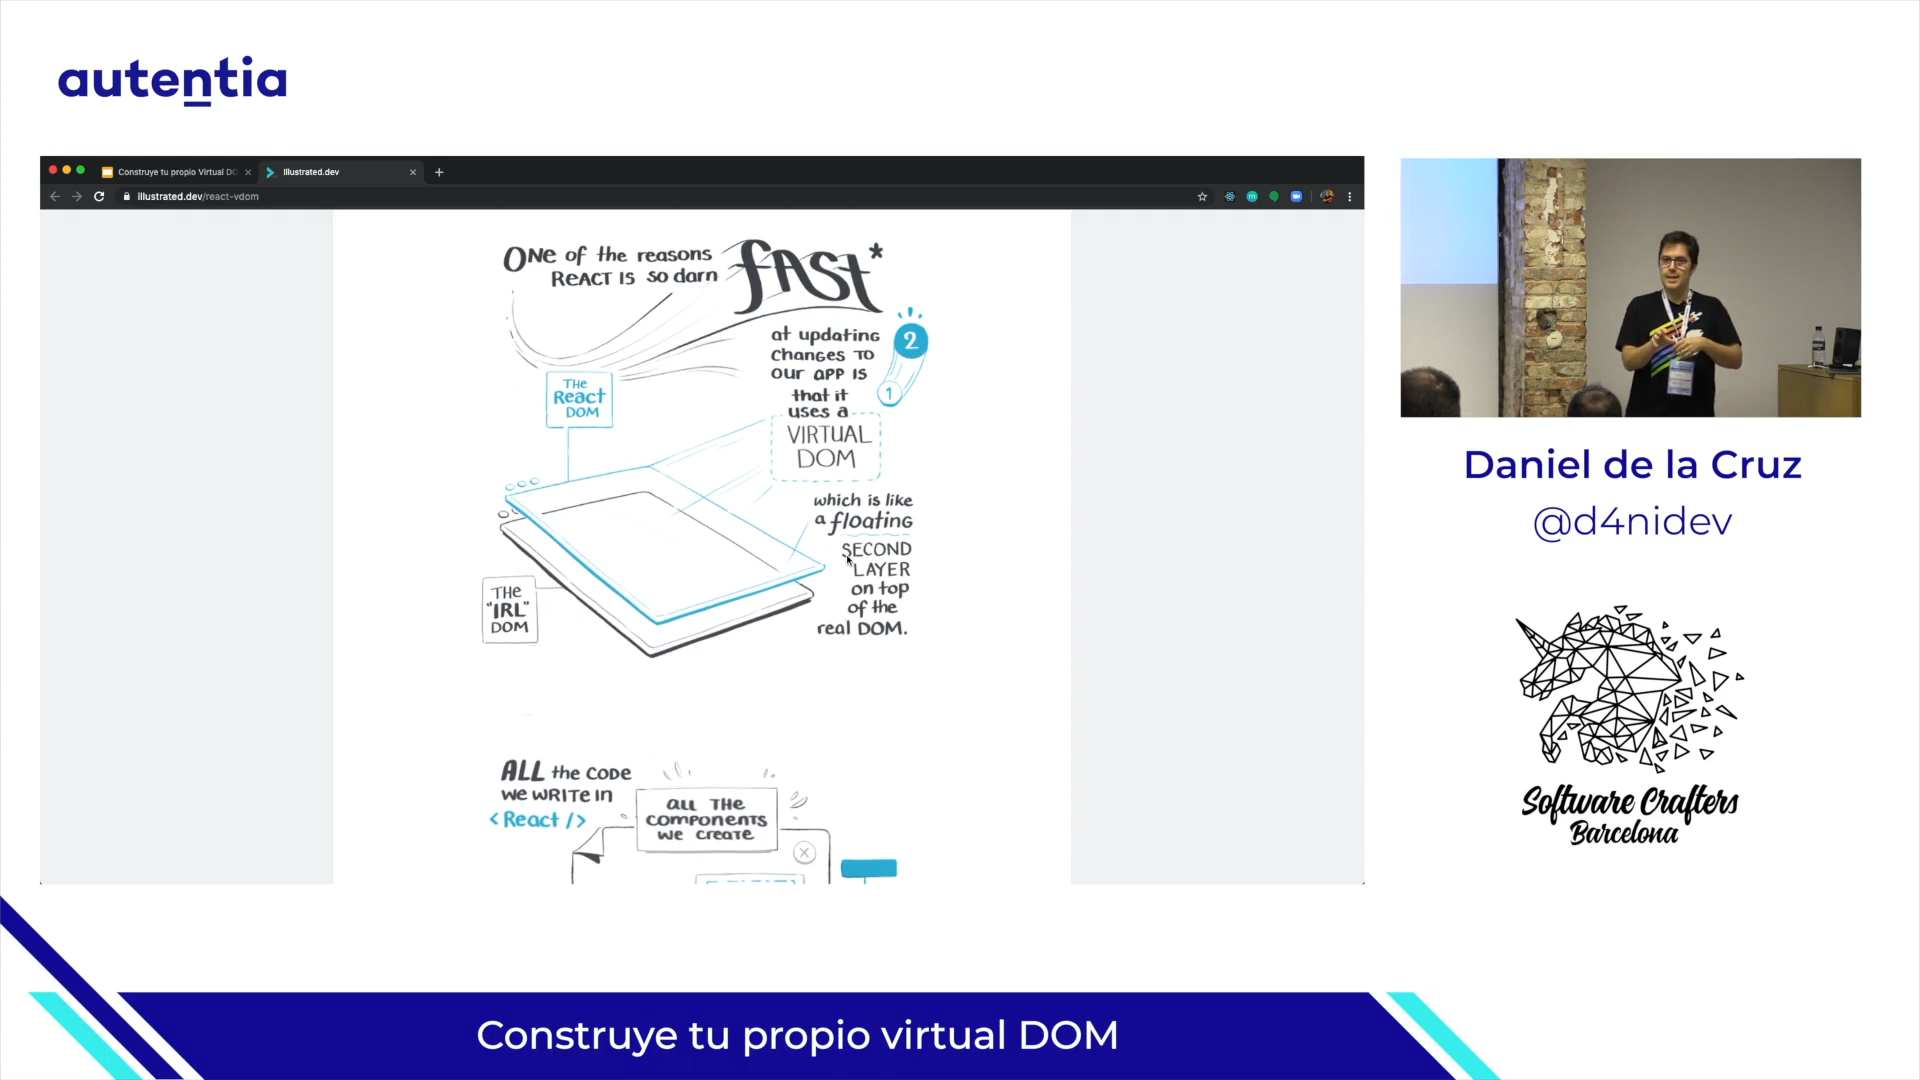 autentia
Construye tu propio Virtual DO
Illustrated.dev
illustrated.dev/react-vdom
ONE of the reasons
REACT IS so darn
fast*
at updating
changes TO
our app is
that it
uses a
VIRTUAL
DOM
2
1
The
React
DOM
which is like
a floating
SECOND
LAYER
on top
of the
real DOM.
THe
"IRL"
DOM
ALL the code
we write in
<React />
all the
components
we create
Daniel de la Cruz
@d4nidev
Software Crafters
Barcelona
Construye tu propio virtual DOM